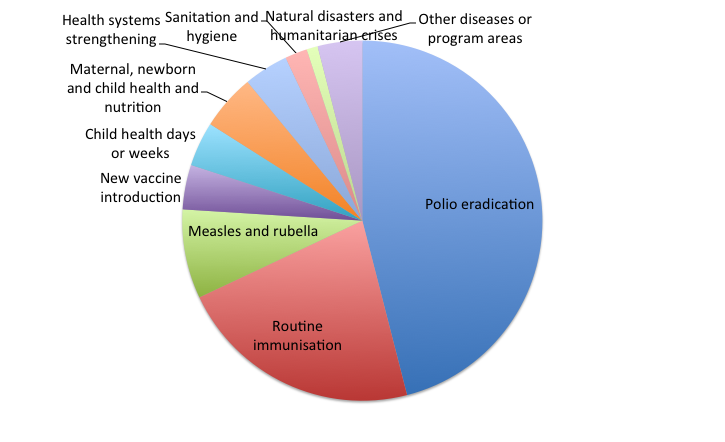 Health systems
strengthening
Sanitation and
hygiene
Natural disasters and
humanitarian crises
Other diseases or
program areas
Maternal, newborn
and child health and
nutrition
Child health days
or weeks
New vaccine
introduction
Measles and rubella
Polio eradication
Routine
immunisation